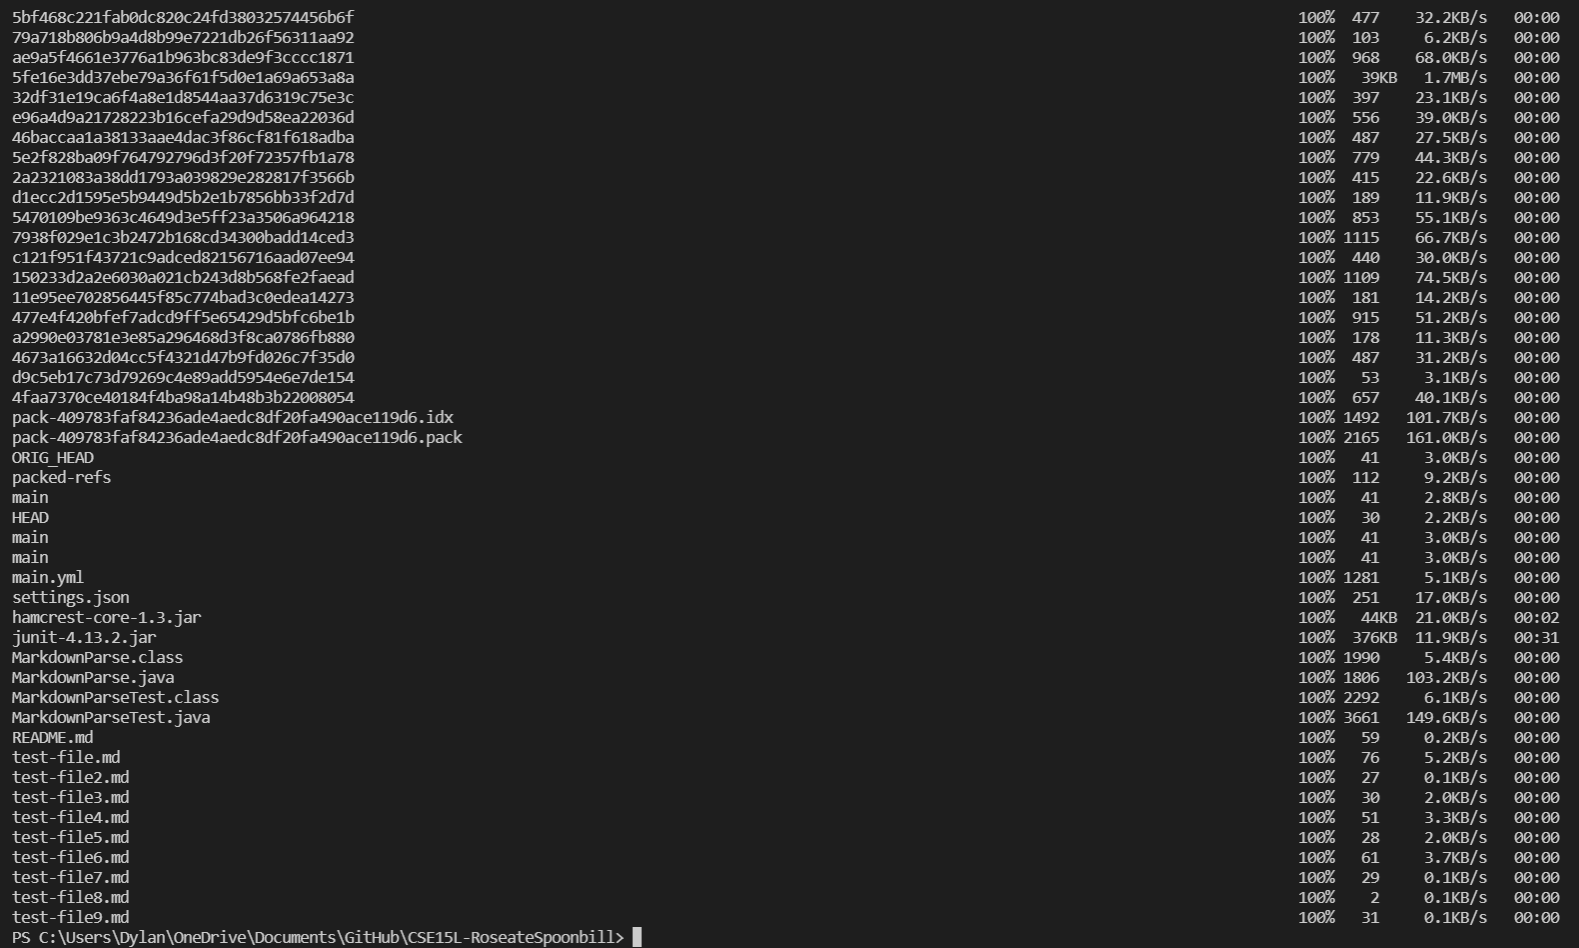 5bf468c221fab0dc820c24fd38032574456b6f 100% 477 32.2KB/s 00:00
79a718b806b9a4d8b99e7221db26f56311aa92 100% 103 6.2KB/s 00:00
ae9a5f4661e3776a1b963bc83de9f3cccc1871 100% 968 68.0KB/s 00:00
5fe16e3dd37ebe79a36f61f5d0e1a69a653a8a 100% 39KB 1.7MB/s 00:00
32df31e19ca6f4a8e1d8544aa37d6319c75e3c 100% 397 23.1KB/s 00:00
e96a4d9a21728223b16cefa29d9d58ea22036d 100% 556 39.0KB/s 00:00
46baccaa1a38133aae4dac3f86cf81f618adba 100% 487 27.5KB/s 00:00
5e2f828ba09f764792796d3f20f72357fb1a78 100% 779 44.3KB/s 00:00
2a2321083a38dd1793a039829e282817f3566b 100% 415 22.6KB/s 00:00
d1ecc2d1595e5b9449d5b2e1b7856bb33f2d7d 100% 189 11.9KB/s 00:00
5470109be9363c4649d3e5ff23a3506a964218 100% 853 55.1KB/s 00:00
7938f029e1c3b2472b168cd34300badd14ced3 100% 1115 66.7KB/s 00:00
c121f951f43721c9adced82156716aad07ee94 100% 440 30.0KB/s 00:00
150233d2a2e6030a021cb243d8b568fe2faead 100% 1109 74.5KB/s 00:00
11e95ee702856445f85c774bad3c0edea14273 100% 181 14.2KB/s 00:00
477e4f420bfef7adcd9ff5e65429d5bfc6be1b 100% 915 51.2KB/s 00:00
a2990e03781e3e85a296468d3f8ca0786fb880 100% 178 11.3KB/s 00:00
4673a16632d04cc5f4321d47b9fd026c7f35d0 100% 487 31.2KB/s 00:00
d9c5eb17c73d79269c4e89add5954e6e7de154 100% 53 3.1KB/s 00:00
4faa7370ce40184f4ba98a14b48b3b22008054 100% 657 40.1KB/s 00:00
pack-409783faf84236ade4aedc8df20fa490ace119d6.idx 100% 1492 101.7KB/s 00:00
pack-409783faf84236ade4aedc8df20fa490ace119d6.pack 100% 2165 161.0KB/s 00:00
ORIG_HEAD 100% 41 3.0KB/s 00:00
packed-refs 100% 112 9.2KB/s 00:00
main 100% 41 2.8KB/s 00:00
HEAD 100% 30 2.2KB/s 00:00
main 100% 41 3.0KB/s 00:00
main 100% 41 3.0KB/s 00:00
main.yml 100% 1281 5.1KB/s 00:00
settings.json 100% 251 17.0KB/s 00:00
hamcrest-core-1.3.jar 100% 44KB 21.0KB/s 00:02
junit-4.13.2.jar 100% 376KB 11.9KB/s 00:31
MarkdownParse.class 100% 1990 5.4KB/s 00:00
MarkdownParse.java 100% 1806 103.2KB/s 00:00
MarkdownParseTest.class 100% 2292 6.1KB/s 00:00
MarkdownParseTest.java 100% 3661 149.6KB/s 00:00
README.md 100% 59 0.2KB/s 00:00
test-file.md 100% 76 5.2KB/s 00:00
test-file2.md 100% 27 0.1KB/s 00:00
test-file3.md 100% 30 2.0KB/s 00:00
test-file4.md 100% 51 3.3KB/s 00:00
test-file5.md 100% 28 2.0KB/s 00:00
test-file6.md 100% 61 3.7KB/s 00:00
test-file7.md 100% 29 0.1KB/s 00:00
test-file8.md 100% 2 0.1KB/s 00:00
test-file9.md 100% 31 0.1KB/s 00:00
PS C:\Users\Dylan\OneDrive\Documents\GitHub\CSE15L-RoseateSpoonbill>